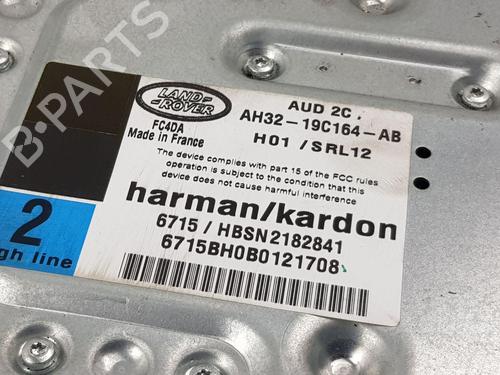 B-PARTS
LAND-
ROVER
AUD 2C
AH32-19C164-AB
H01 /SRL12
FC4DA
Made in France
The device complies with part 15 of the FCC rules
operation is subject to the condition that this
device does not cause harmful interference
harman/kardon
6715 / HBSN2182841
6715BH0B0121708
2
gh line